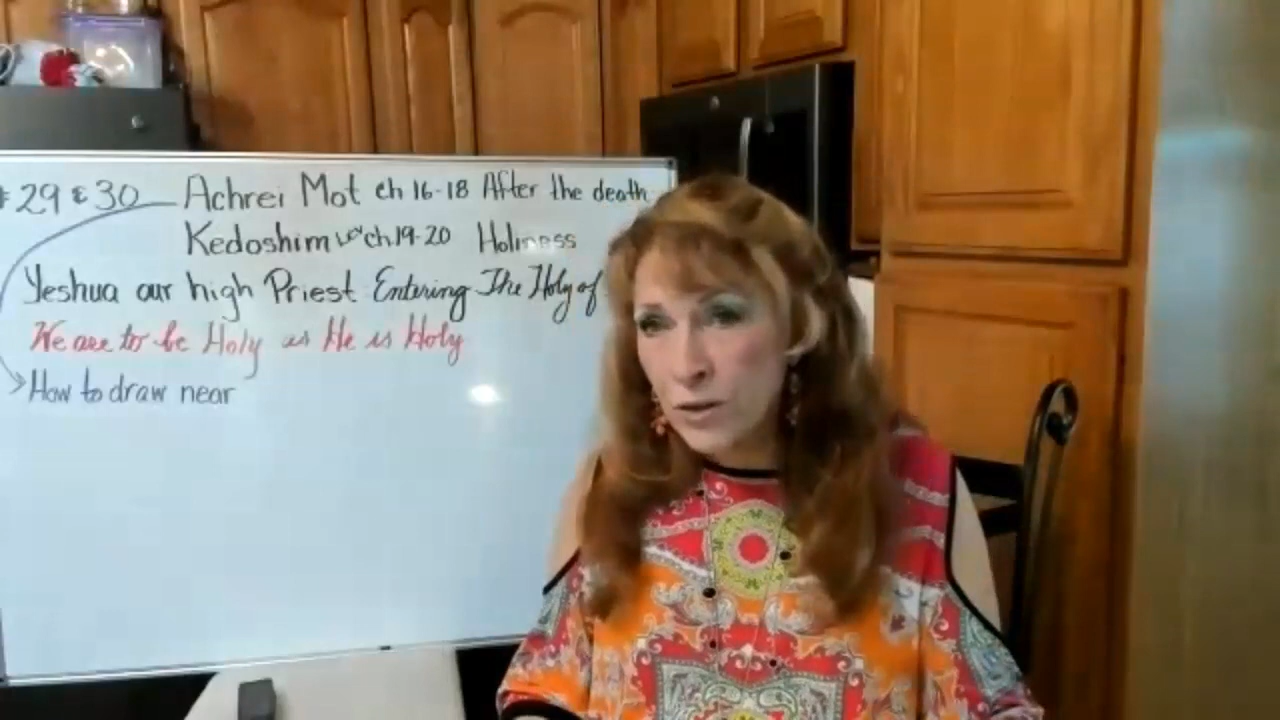 #29 & 30 Achrei Mot ch 16-18 After the death
Kedoshim Lev ch 19-20 Holiness
Yeshua our high Priest Entering The Holy of
We are to be Holy as He is Holy
How to draw near